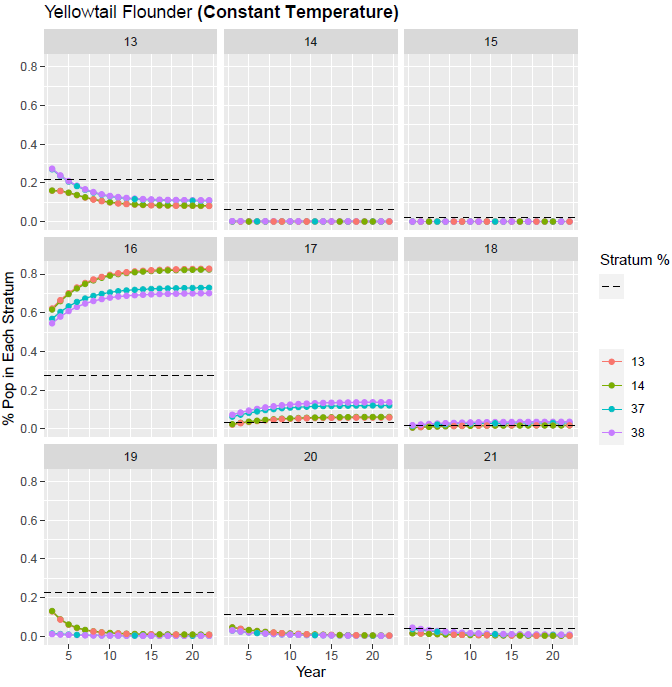 Yellowtail Flounder (Constant Temperature)
13 14 15
0.8
0.6
0.4
0.2
0.0
16 17 18
0.8
0.6
0.4
0.2
0.0
19 20 21
0.8
0.6
0.4
0.2
0.0
5 10 15 20 5 10 15 20 5 10 15 20
Year
% Pop in Each Stratum
Stratum %
13
14
37
38